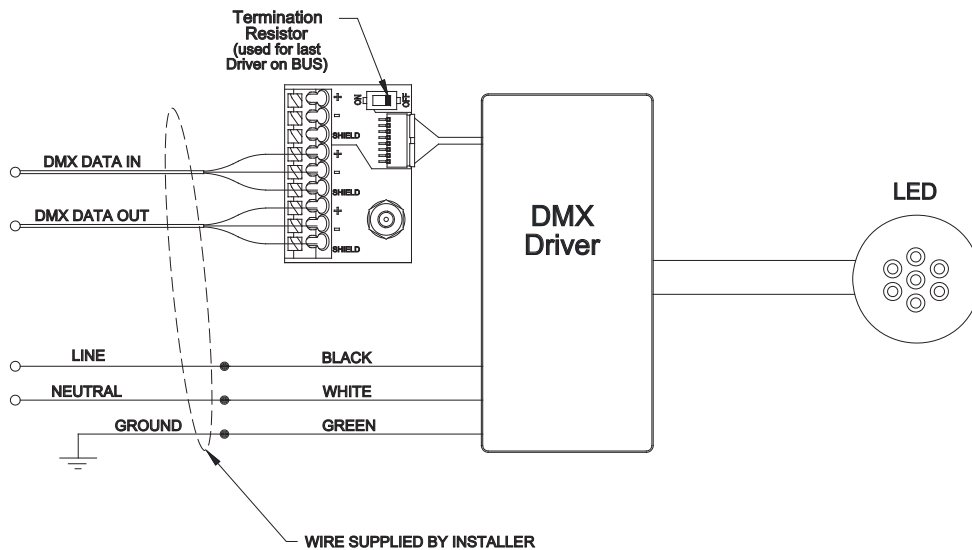 Termination
Resistor
(used for last
Driver on BUS)
ON
OFF
+
-
SHIELD
+
-
SHIELD
+
-
SHIELD
DMX DATA IN
DMX DATA OUT
DMX
Driver
LED
LINE
BLACK
NEUTRAL
WHITE
GROUND
GREEN
WIRE SUPPLIED BY INSTALLER